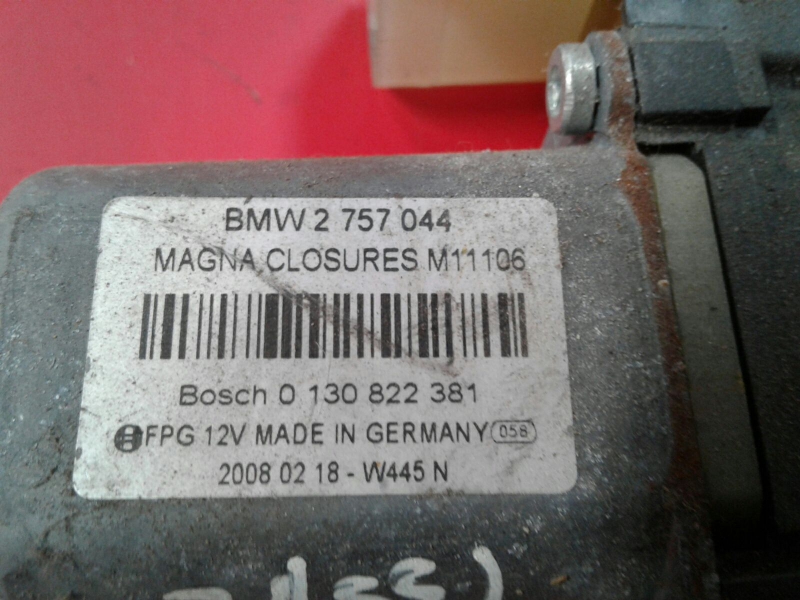 BMW 2 757 044
MAGNA CLOSURES M11106
Bosch 0 130 822 381
FPG 12V MADE IN GERMANY 058
2008 02 18 - W445 N